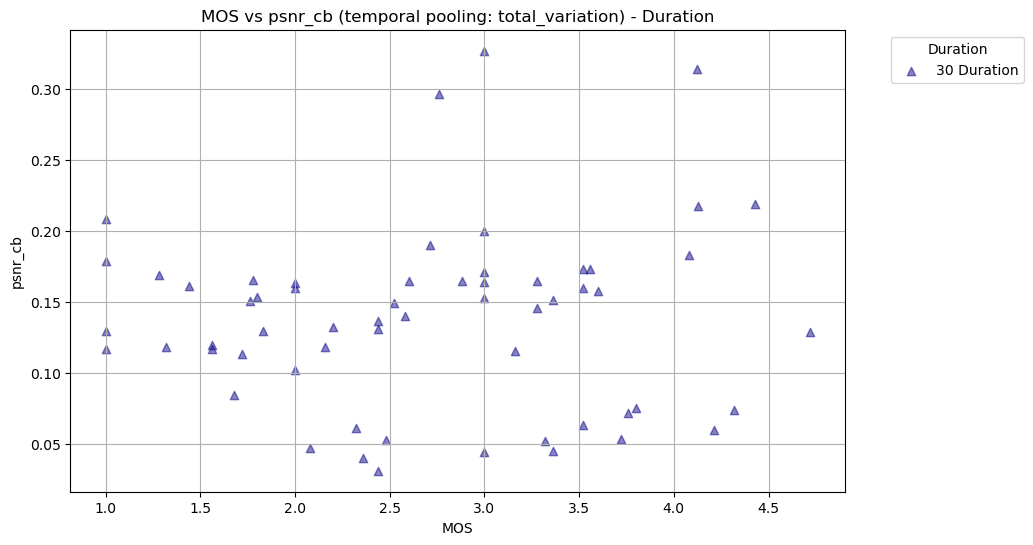 MOS vs psnr_cb (temporal pooling: total_variation) - Duration
Duration
30 Duration
psnr_cb
0.30
0.25
0.20
0.15
0.10
0.05
1.0 1.5 2.0 2.5 3.0 3.5 4.0 4.5
MOS